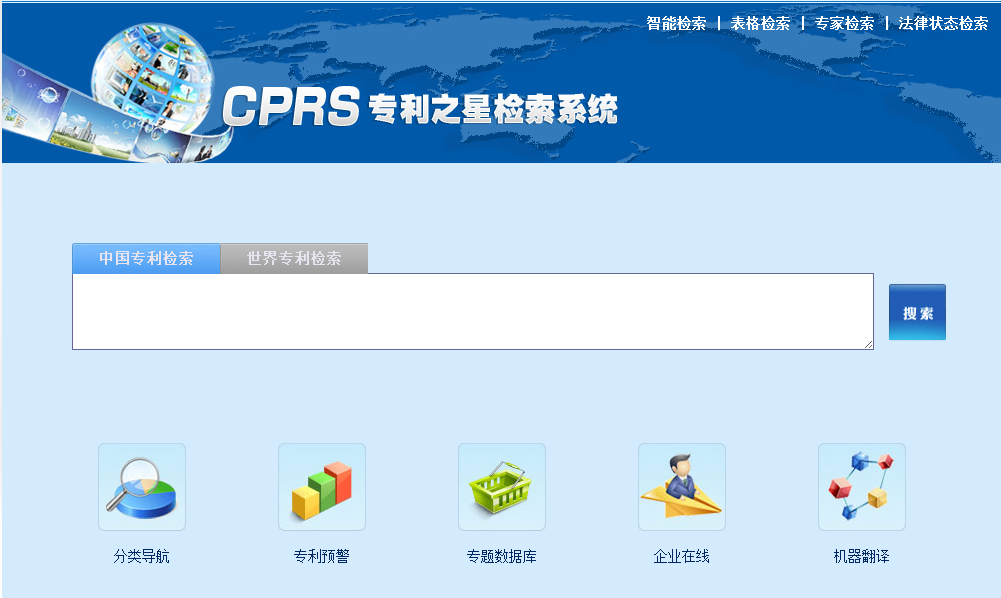 智能检索 | 表格检索 | 专家检索 | 法律状态检索
CPRS 专利之星检索系统
中国专利检索 世界专利检索
搜索
分类导航 专利预警 专题数据库 企业在线 机器翻译